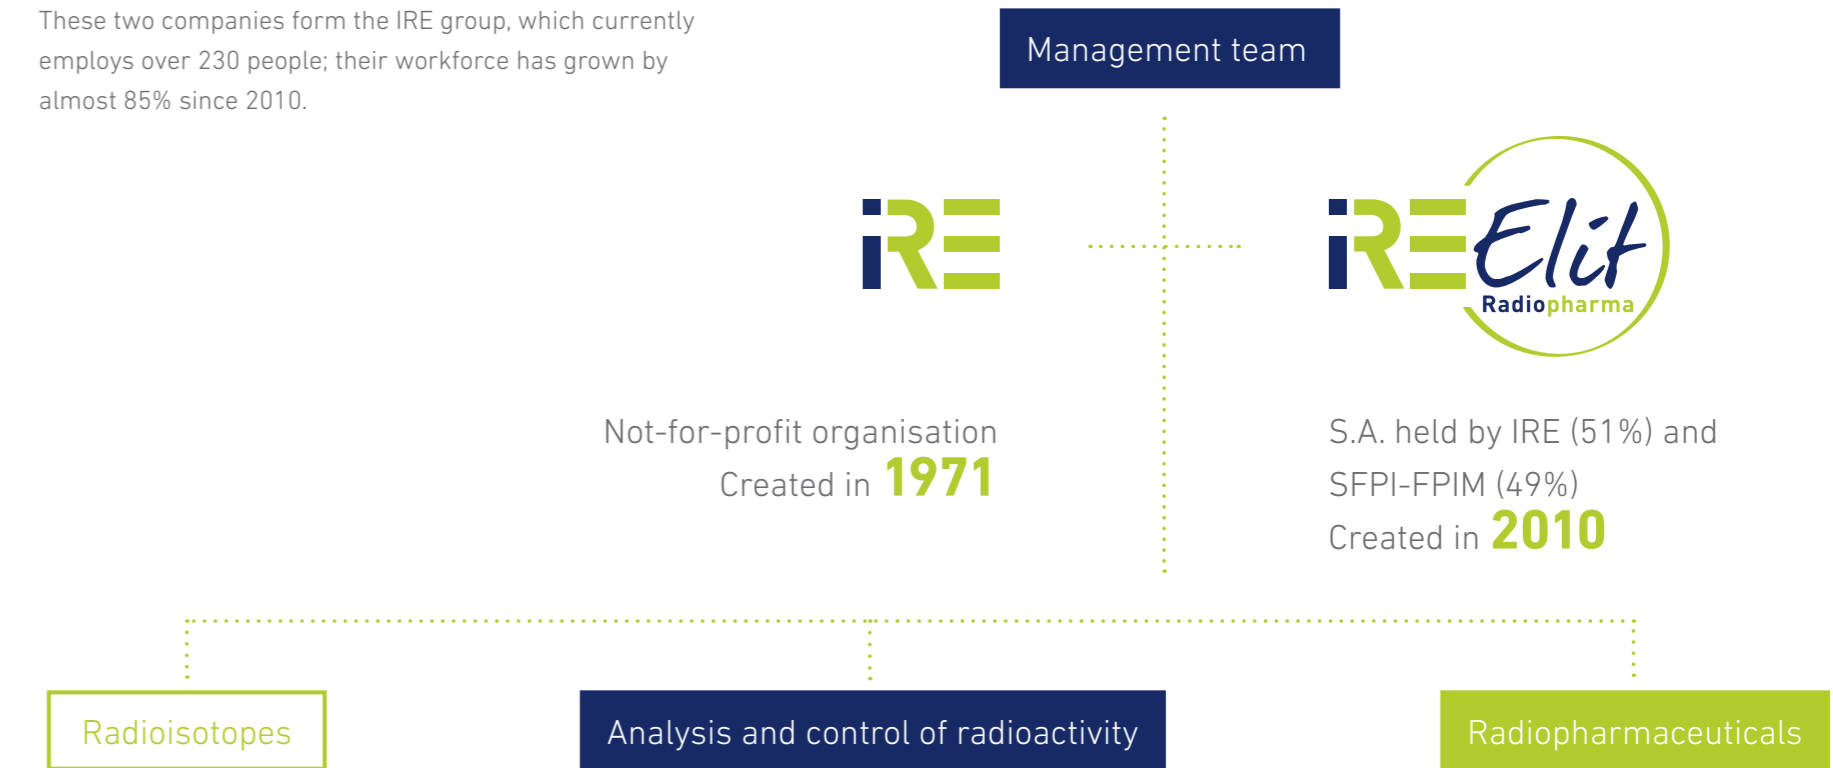 These two companies form the IRE group, which currently
employs over 230 people; their workforce has grown by
almost 85% since 2010.
Management team
iRE
iRE Elit
Radiopharma
Not-for-profit organisation
Created in 1971
S.A. held by IRE (51%) and
SFPI-FPIM (49%)
Created in 2010
Radioisotopes
Analysis and control of radioactivity
Radiopharmaceuticals